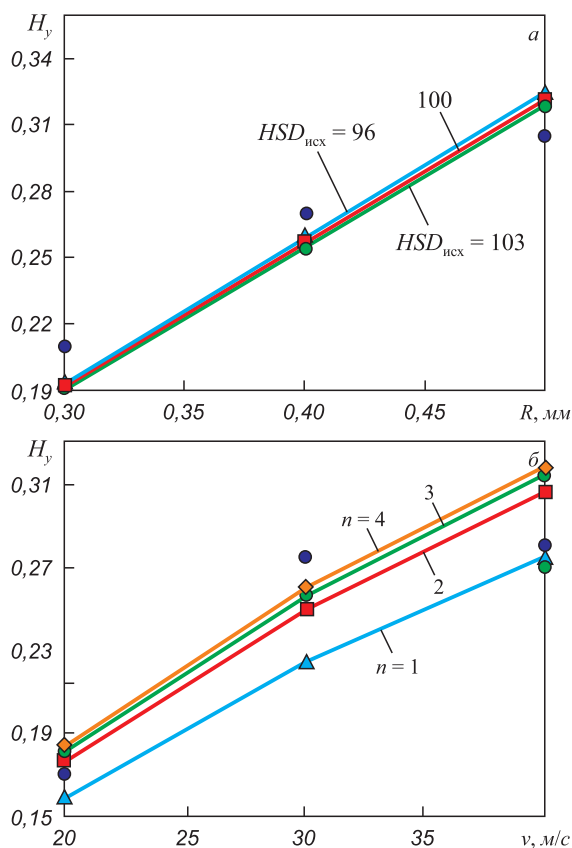 H_y
а
0,34
100
0,31
HSD_исх = 96
0,28
0,25
HSD_исх = 103
0,22
0,19
0,30 0,35 0,40 0,45 R, мм
H_y
б
0,31
3
n = 4
0,27
2
0,23
n = 1
0,19
0,15
20 25 30 35 v, м/с